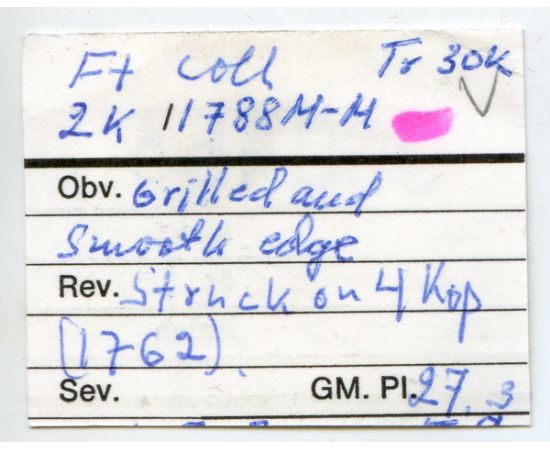 Ft Coll Tr 30K
2K 1788 M-M
Obv. Grilled and
smooth edge
Rev. Struck on 4 Kop
(1762).
Sev. GM. Pl. 27.3